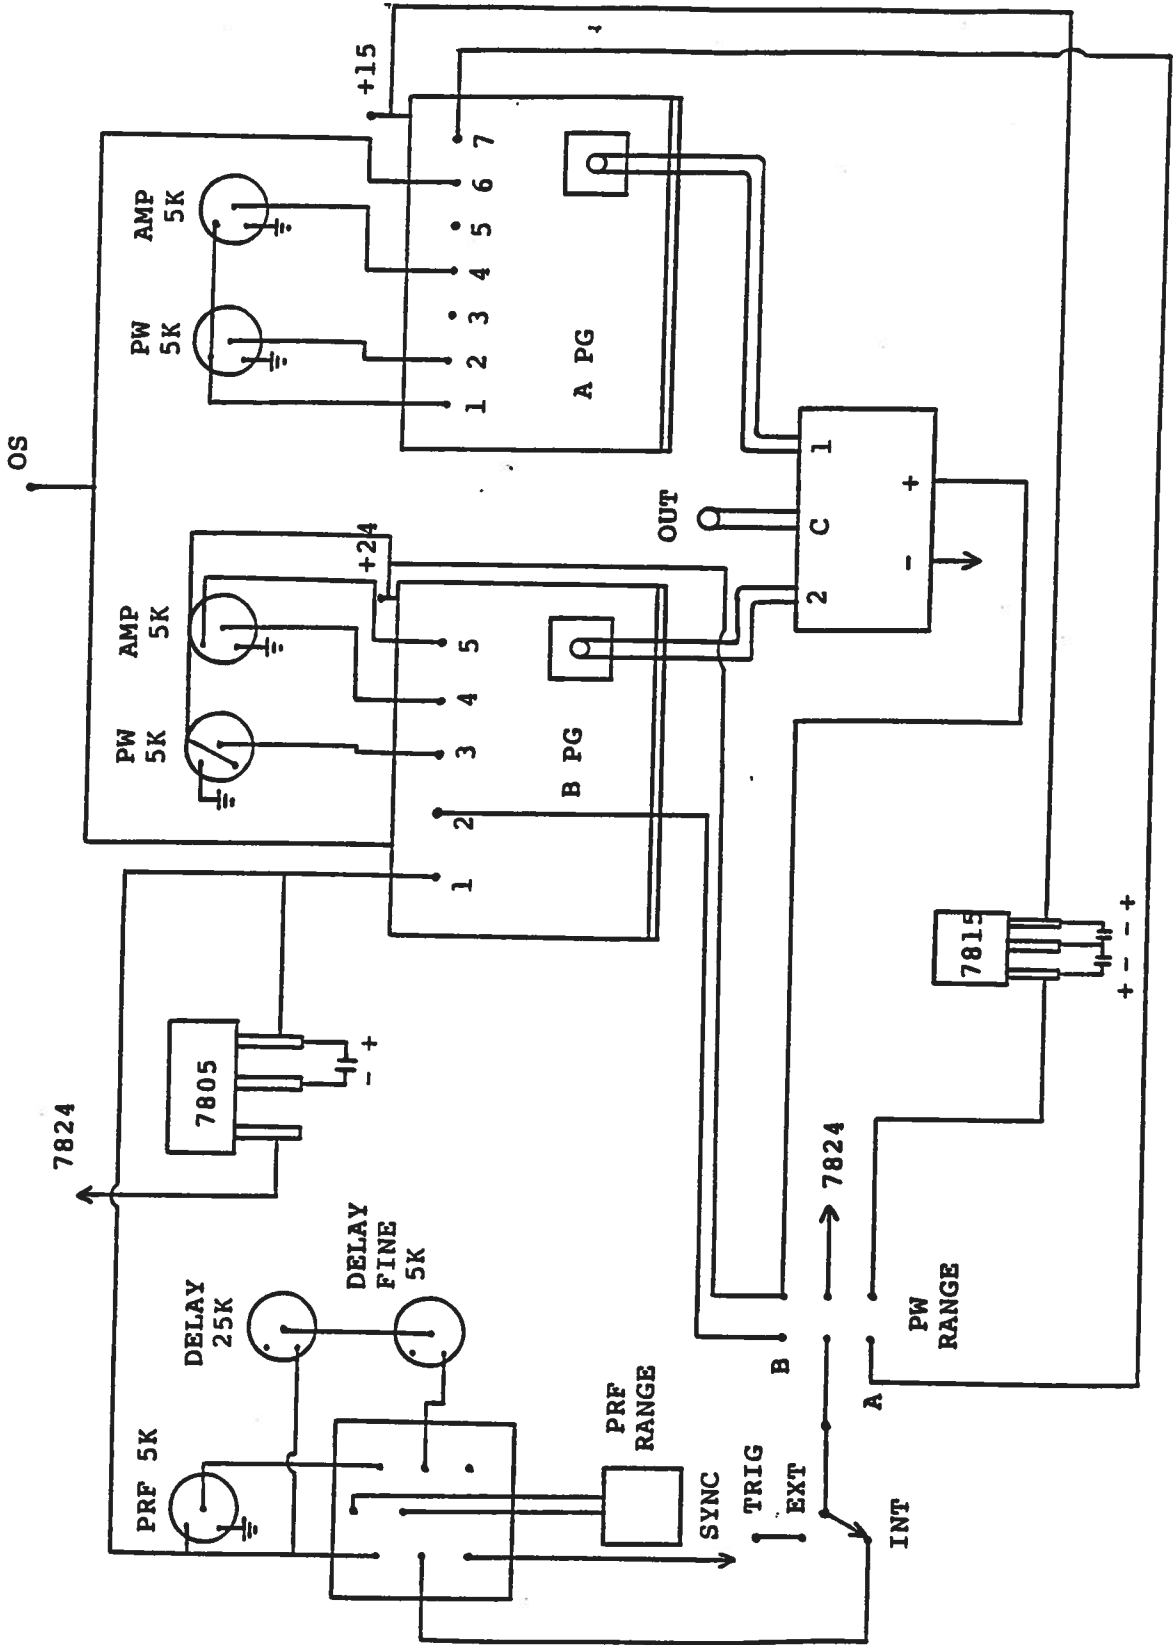 OS
+15
AMP
5K
PW
5K
7
6
5
4
3
2
1
A PG
+24
AMP
5K
PW
5K
5
4
3
2
1
B PG
OUT
1
C
2
+
-
7824
7805
- +
DELAY
25K
DELAY
FINE
5K
PRF 5K
PRF
RANGE
SYNC
TRIG
EXT
INT
B
A
PW
RANGE
7824
7815
+ - - +